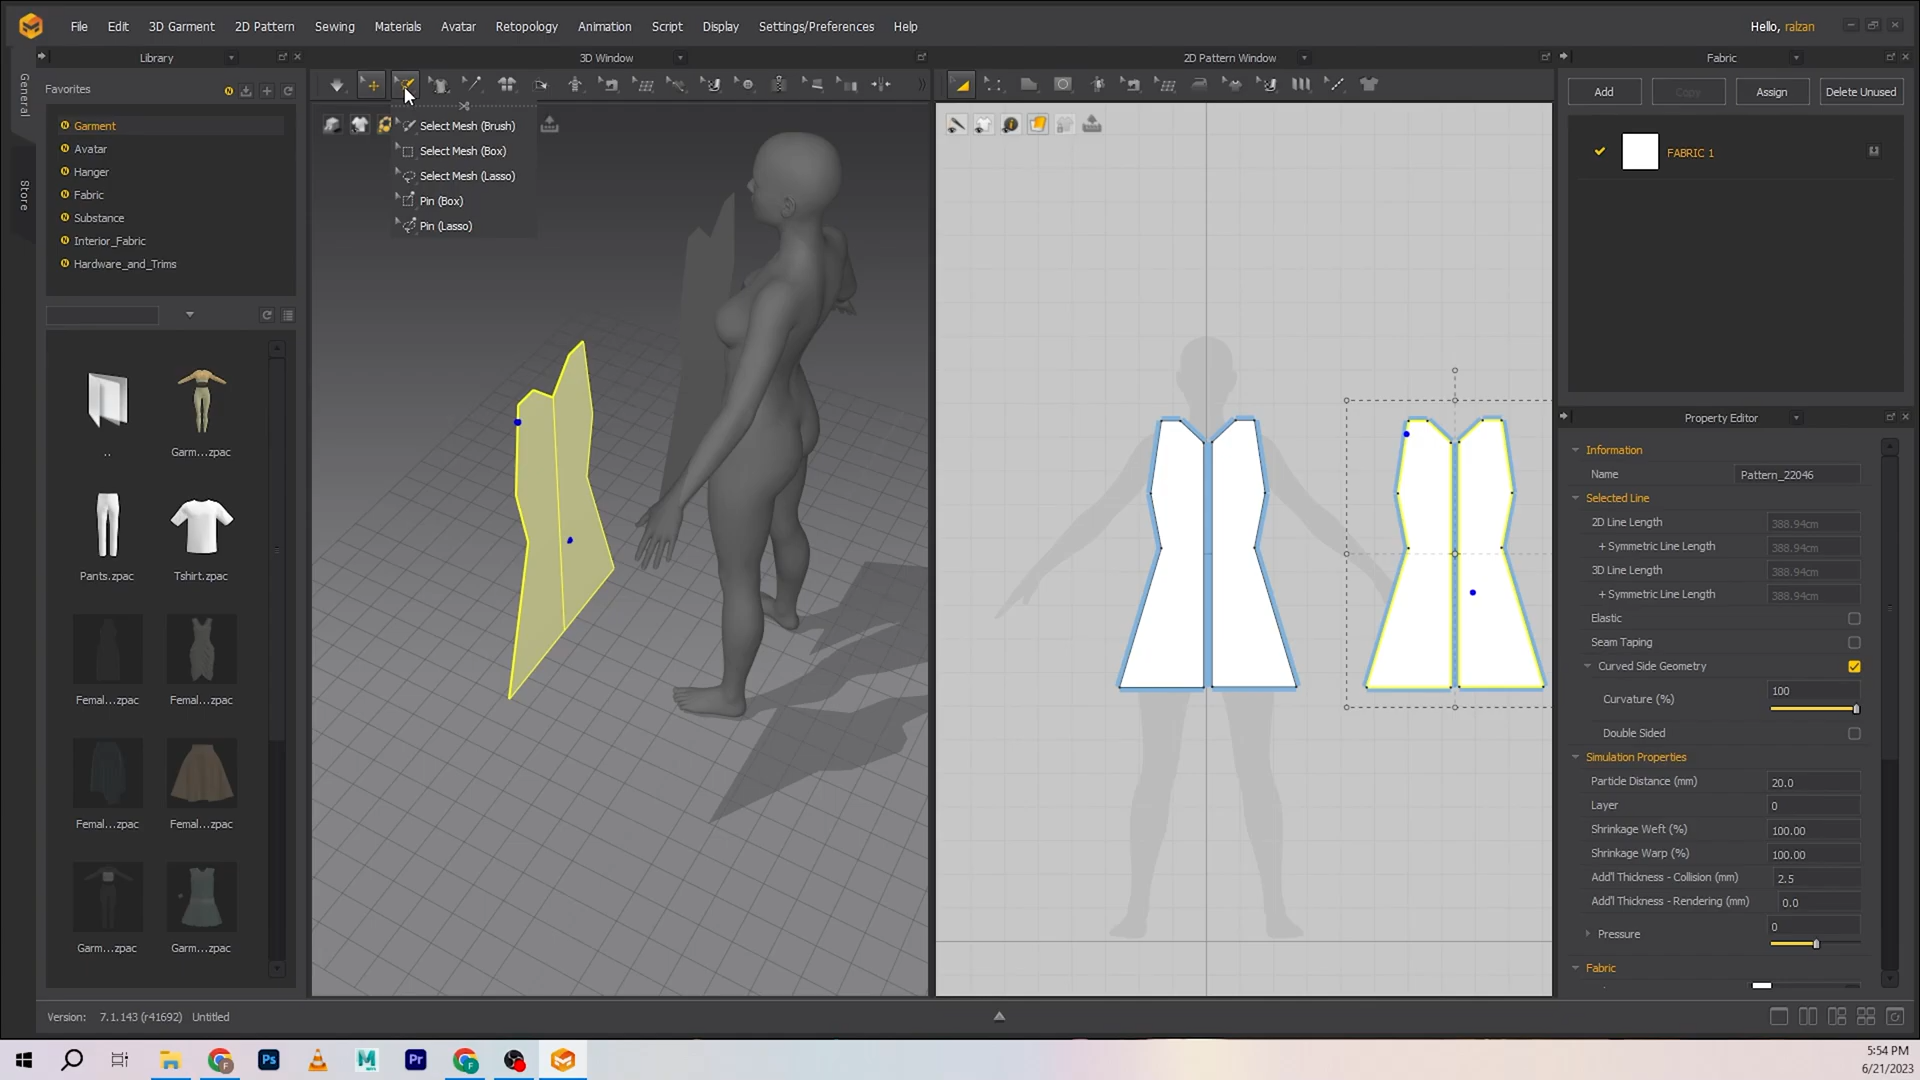 File Edit 3D Garment 2D Pattern Sewing Materials Avatar Retopology Animation Script Display Settings/Preferences Help Hello, ralzan
Library
3D Window
2D Pattern Window
Fabric
General
Store
Favorites
Garment
Avatar
Hanger
Fabric
Substance
Interior_Fabric
Hardware_and_Trims
..
Garm...zpac
Pants.zpac
Tshirt.zpac
Femal...zpac
Femal...zpac
Femal...zpac
Femal...zpac
Garm...zpac
Garm...zpac
Select Mesh (Brush)
Select Mesh (Box)
Select Mesh (Lasso)
Pin (Box)
Pin (Lasso)
Add Copy Assign Delete Unused
FABRIC 1
Property Editor
Information
Name Pattern_22046
Selected Line
2D Line Length 388.94cm
+ Symmetric Line Length 388.94cm
3D Line Length 388.94cm
+ Symmetric Line Length 388.94cm
Elastic
Seam Taping
Curved Side Geometry
Curvature (%) 100
Double Sided
Simulation Properties
Particle Distance (mm) 20.0
Layer 0
Shrinkage Weft (%) 100.00
Shrinkage Warp (%) 100.00
Add'l Thickness - Collision (mm) 2.5
Add'l Thickness - Rendering (mm) 0.0
Pressure 0
Fabric
Version: 7.1.143 (r41692) Untitled
Ps
M
Pr
5:54 PM
6/21/2023